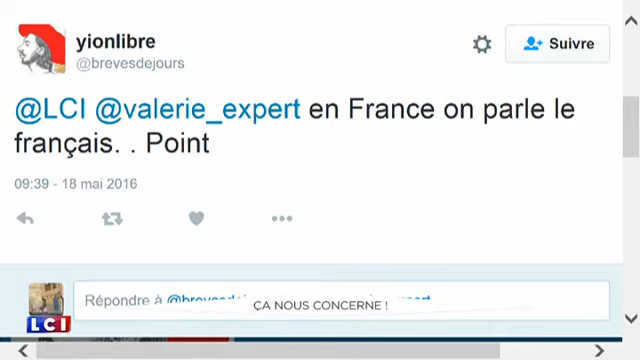 yionlibre
@brevesdejours
Suivre
@LCI @valerie_expert en France on parle le
français. . Point
09:39 - 18 mai 2016
Répondre à
ÇA NOUS CONCERNE !
LCI